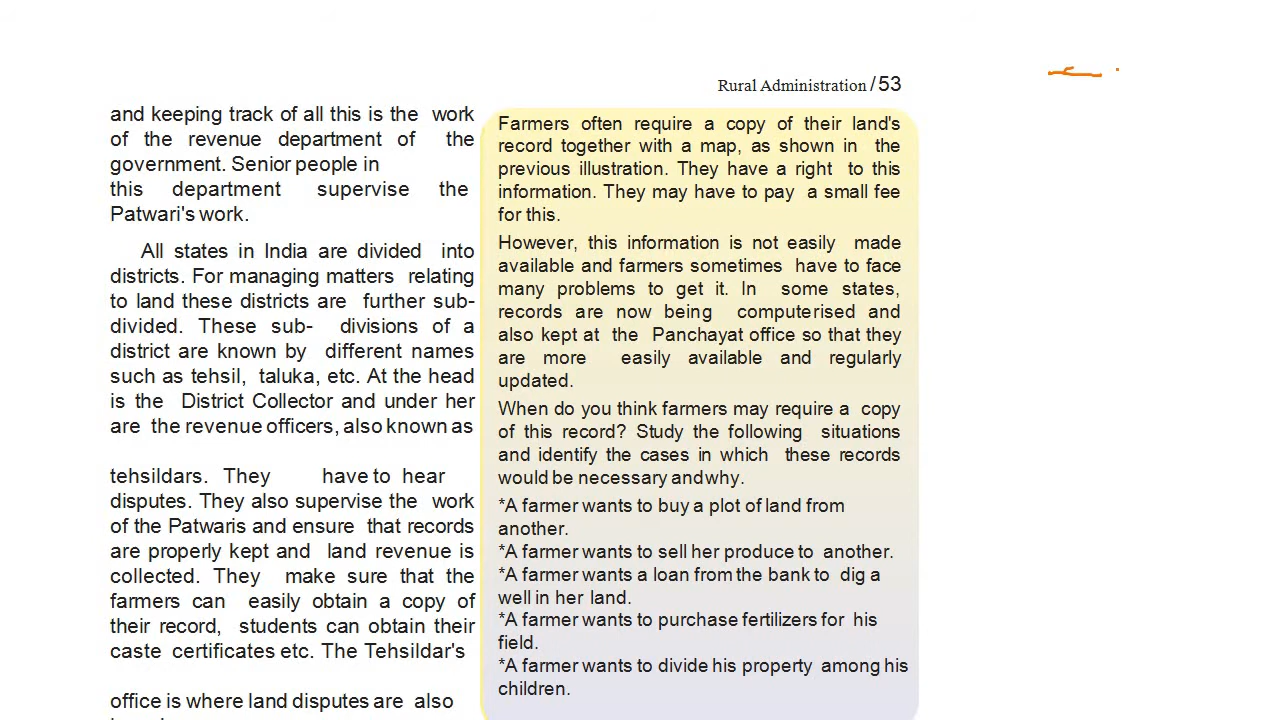 Rural Administration / 53
and keeping track of all this is the work
of the revenue department of the
government. Senior people in
this department supervise the
Patwari's work.
All states in India are divided into
districts. For managing matters relating
to land these districts are further sub-
divided. These sub- divisions of a
district are known by different names
such as tehsil, taluka, etc. At the head
is the District Collector and under her
are the revenue officers, also known as
tehsildars. They have to hear
disputes. They also supervise the work
of the Patwaris and ensure that records
are properly kept and land revenue is
collected. They make sure that the
farmers can easily obtain a copy of
their record, students can obtain their
caste certificates etc. The Tehsildar's
office is where land disputes are also
Farmers often require a copy of their land's
record together with a map, as shown in the
previous illustration. They have a right to this
information. They may have to pay a small fee
for this.
However, this information is not easily made
available and farmers sometimes have to face
many problems to get it. In some states,
records are now being computerised and
also kept at the Panchayat office so that they
are more easily available and regularly
updated.
When do you think farmers may require a copy
of this record? Study the following situations
and identify the cases in which these records
would be necessary andwhy.
*A farmer wants to buy a plot of land from
another.
*A farmer wants to sell her produce to another.
*A farmer wants a loan from the bank to dig a
well in her land.
*A farmer wants to purchase fertilizers for his
field.
*A farmer wants to divide his property among his
children.